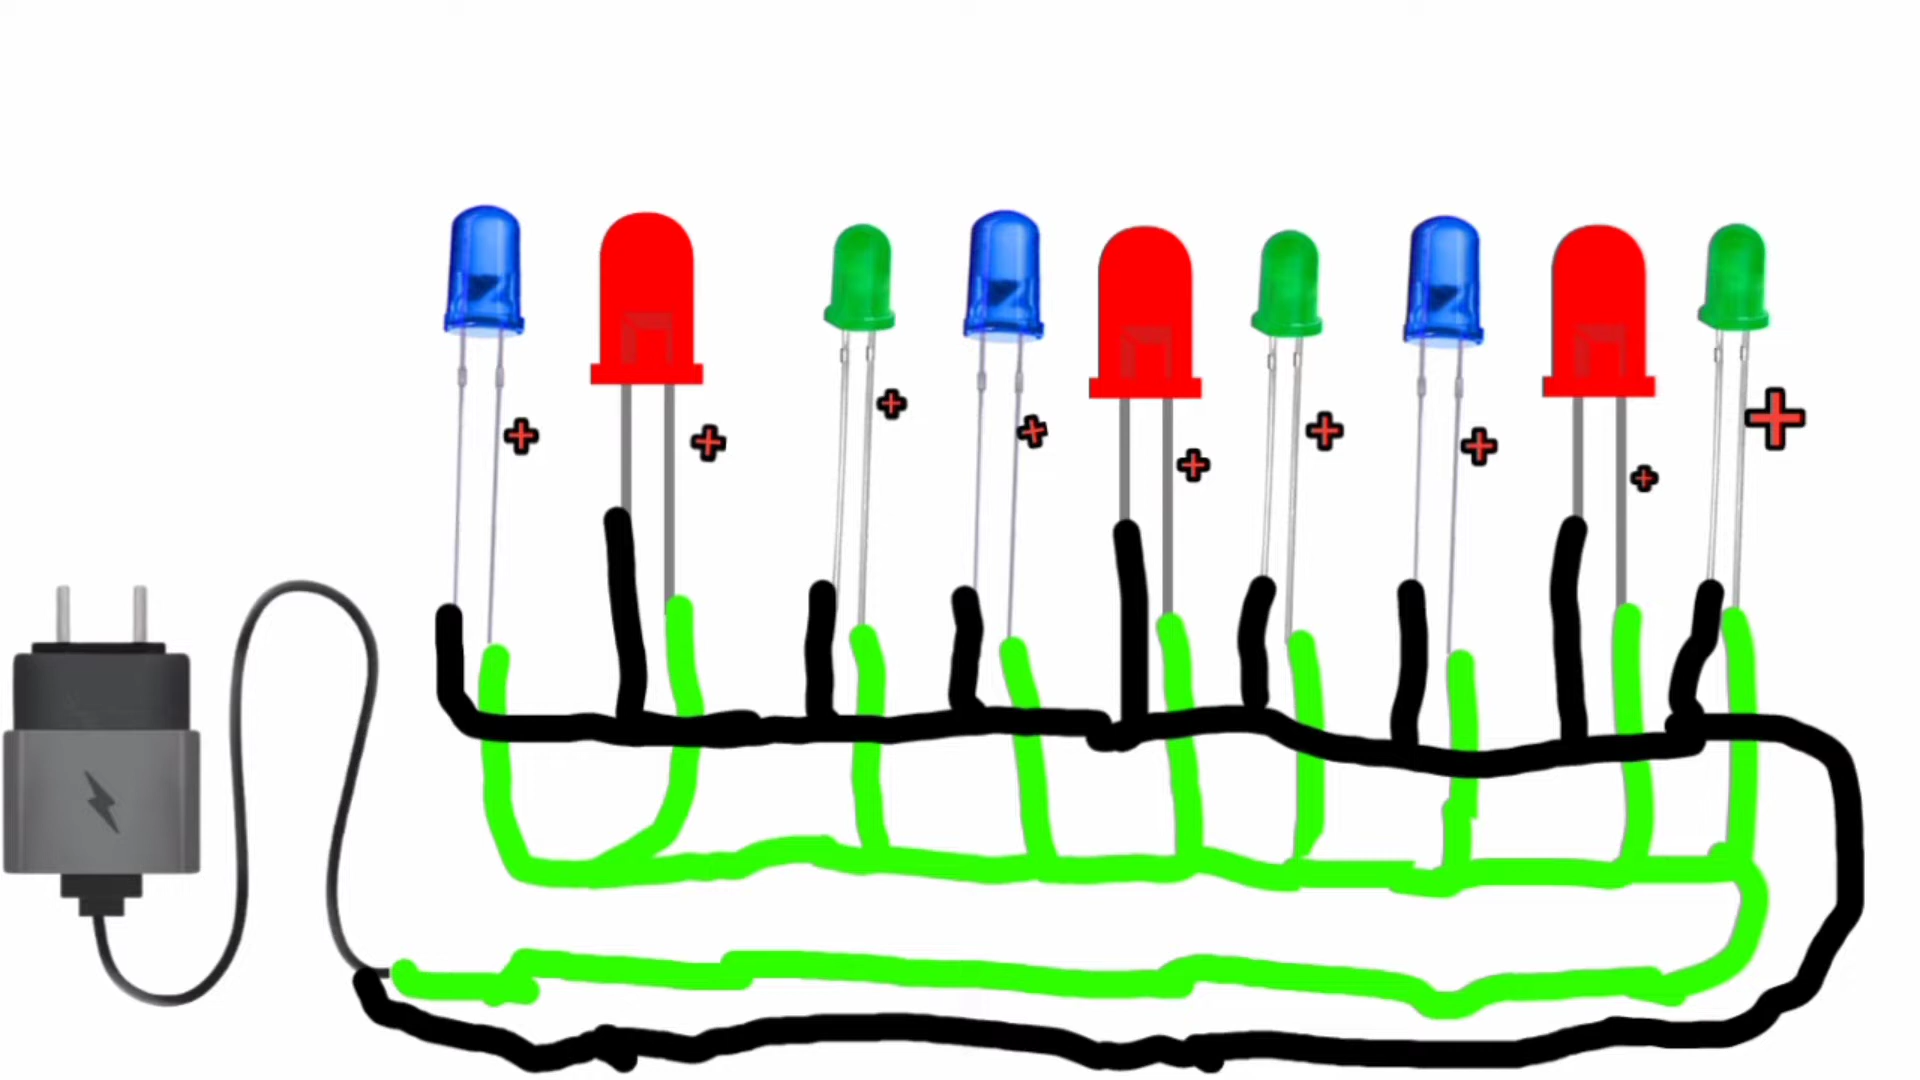 + + + + + + + + +